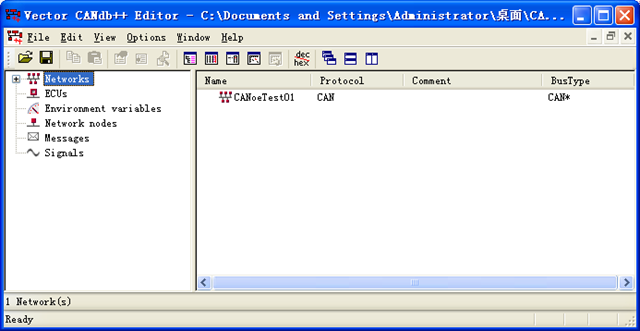 Vector CANdb++ Editor - C:\Documents and Settings\Administrator\桌面\CA...
File Edit View Options Window Help
.dec
hex
Networks
ECUs
Environment variables
Network nodes
Messages
Signals
Name Protocol Comment BusType
CANoeTest01 CAN CAN*
1 Network(s)
Ready